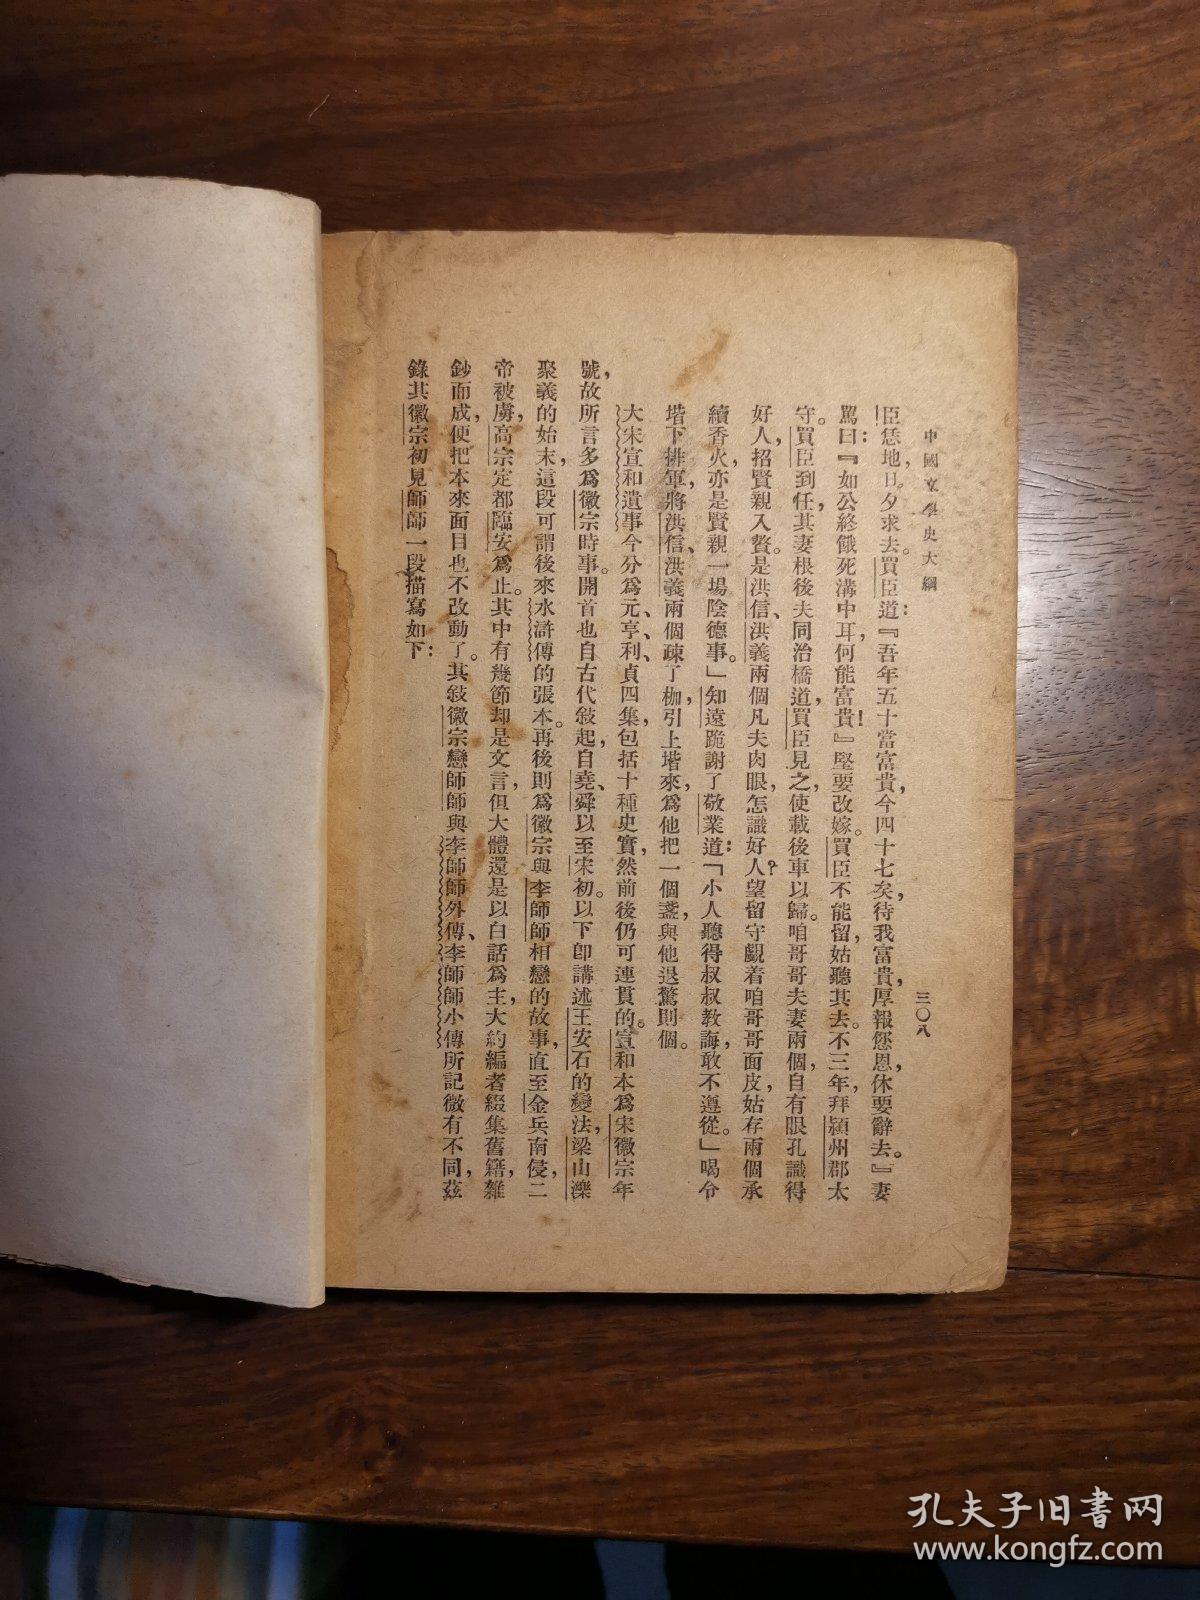 中國文學史大綱
三〇八
臣恁地，日夕求去。買臣道：『吾年五十當富貴，今四十七矣，待我富貴，厚報您恩，休要辭去。』妻
罵曰：『如公終餓死溝中耳，何能富貴！』堅要改嫁。買臣不能留，姑聽其去。不三年，拜潁州郡太
守。買臣到任，其妻根後夫同治橋道，買臣見之，使載後車以歸。咱哥哥夫妻兩個，自有眼孔識得
好人，招賢親入贅。是洪信、洪義兩個凡夫肉眼，怎識好人？望留守覷着咱哥哥面皮，姑存兩個承
續香火，亦是賢親一場陰德事。」知遠跪謝了敬業道：「小人聽得叔叔教誨，敢不遵從。」喝令
堦下排軍，將洪信、洪義兩個疎了枷，引上堦來，爲他把一個盞，與他退驚則個。
大宋宣和遺事今分爲元、亨、利、貞四集，包括十種史實，然前後仍可連貫的。宣和本爲宋徽宗年
號，故所言多爲徽宗時事。開首也自古代敍起，自堯、舜以至宋初。以下卽講述王安石的變法，梁山濼
聚義的始末，這段可謂後來水滸傳的張本。再後則爲徽宗與李師師相戀的故事，直至金兵南侵，二
帝被虜，高宗定都臨安爲止。其中有幾節却是文言，但大體還是以白話爲主，大約編者綴集舊籍，雜
鈔而成，便把本來面目也不改動了。其敍徽宗戀師師與李師師外傳、李師師小傳所記微有不同，茲
錄其徽宗初見師師一段描寫如下：
孔夫子旧書网
www.kongfz.com